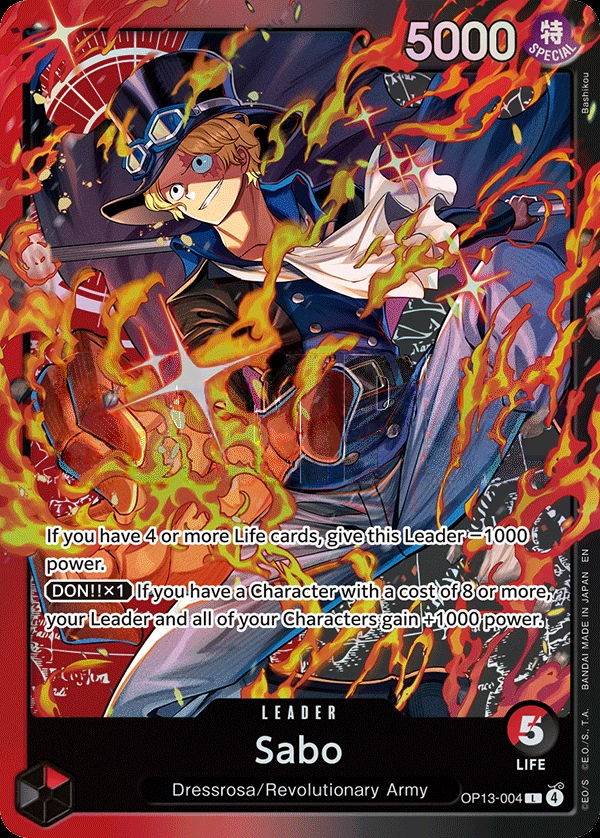 5000
特
SPECIAL
Bashikou
If you have 4 or more Life cards, give this Leader −1000
power.
DON!!×1 If you have a Character with a cost of 8 or more,
your Leader and all of your Characters gain +1000 power.
LEADER
Sabo
5
LIFE
Dressrosa/Revolutionary Army
OP13-004 L 4
©E.O./S., T.A. BANDAI MADE IN JAPAN EN
©EO/S